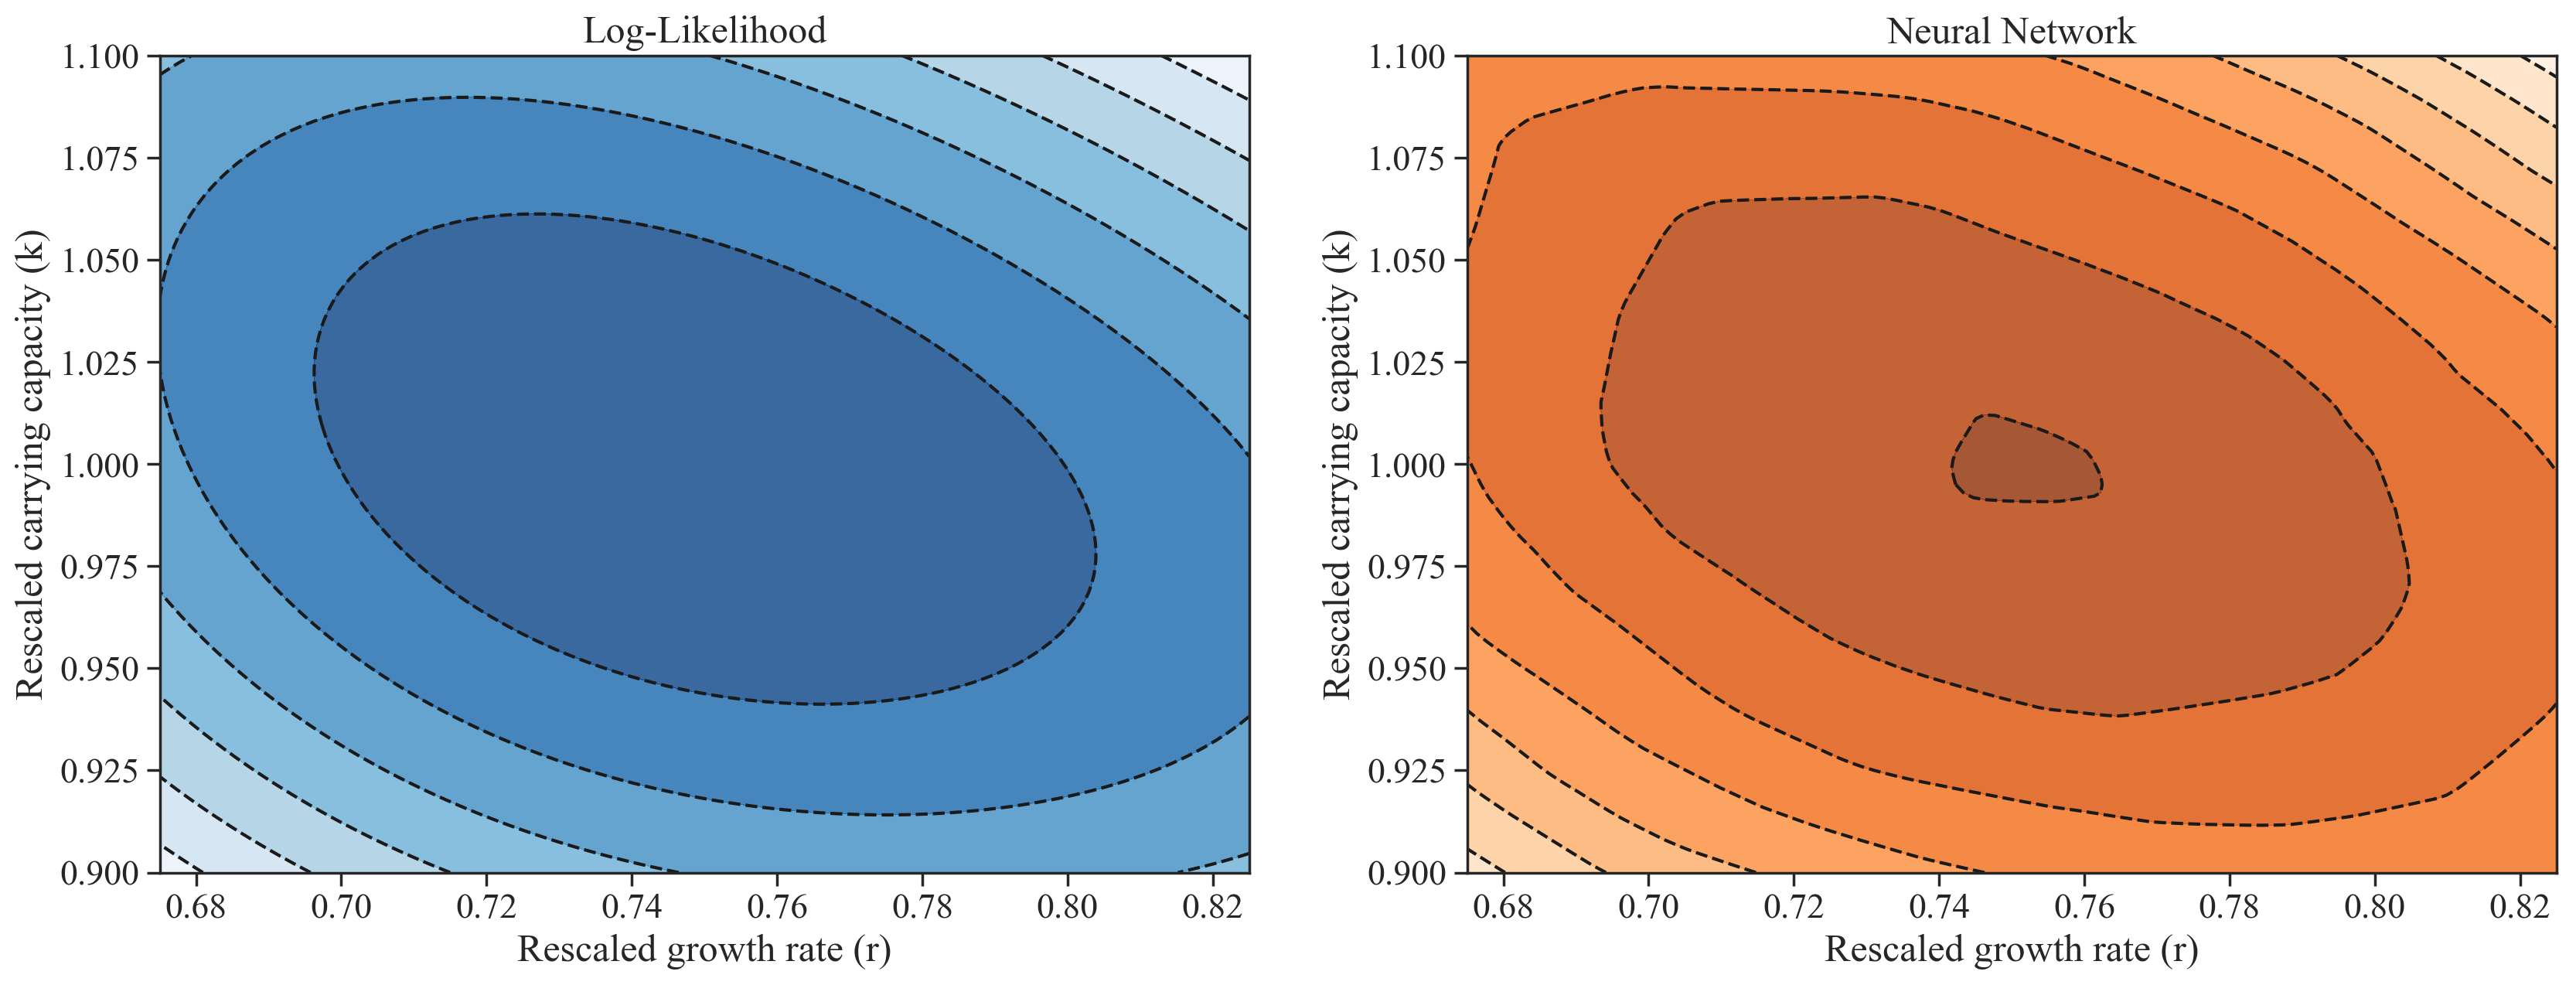 Log-Likelihood
Rescaled carrying capacity (k)
1.100
1.075
1.050
1.025
1.000
0.975
0.950
0.925
0.900
0.68 0.70 0.72 0.74 0.76 0.78 0.80 0.82
Rescaled growth rate (r)
Neural Network
Rescaled carrying capacity (k)
1.100
1.075
1.050
1.025
1.000
0.975
0.950
0.925
0.900
0.68 0.70 0.72 0.74 0.76 0.78 0.80 0.82
Rescaled growth rate (r)